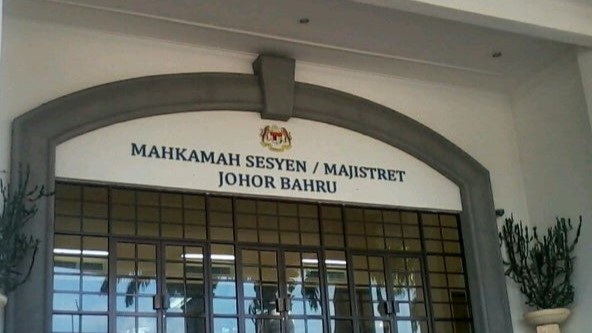 MAHKAMAH SESYEN / MAJISTRET
JOHOR BAHRU